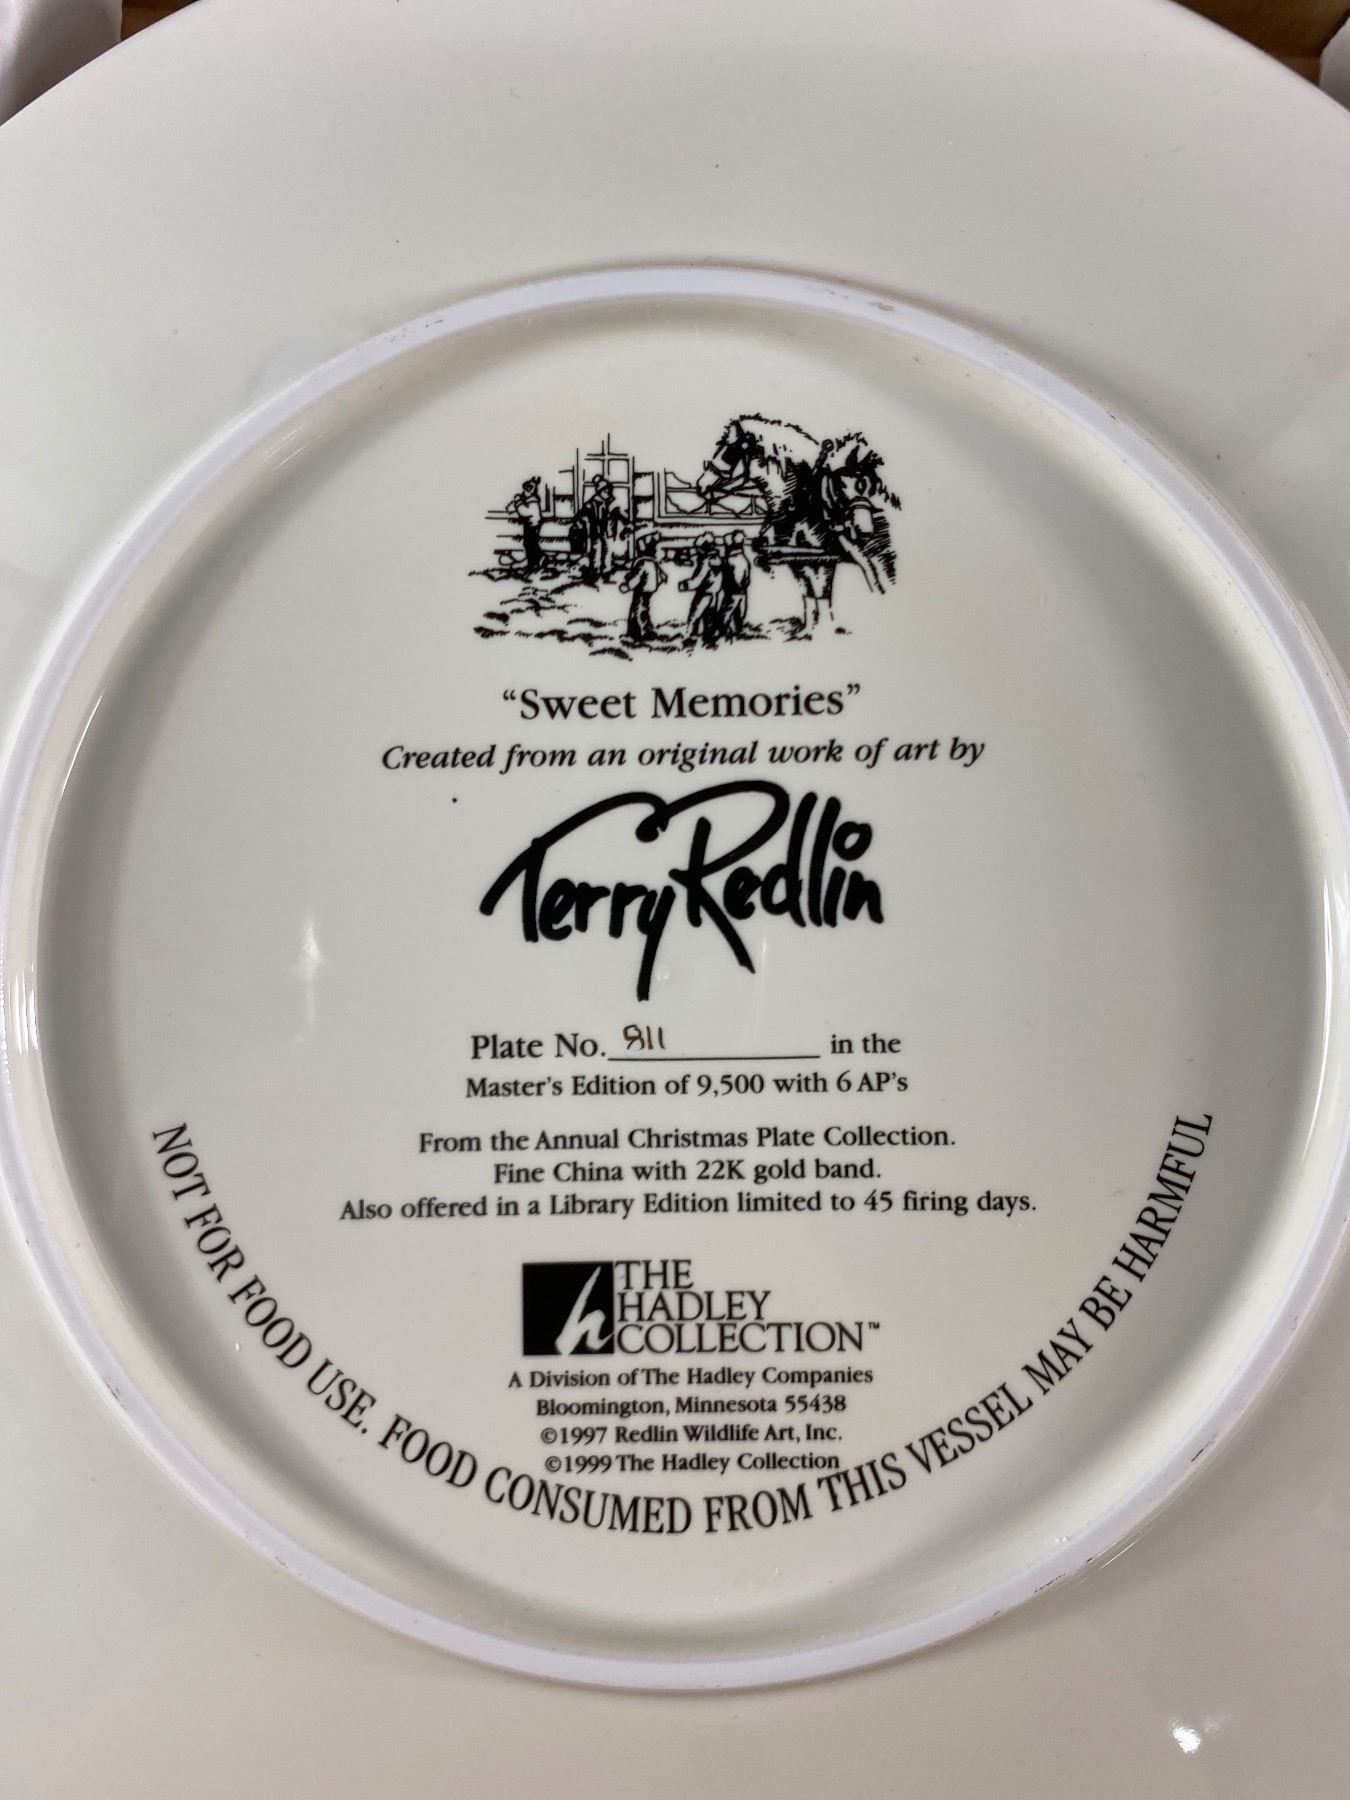 “Sweet Memories”
Created from an original work of art by
Terry Redlin
Plate No. 811 in the
Master's Edition of 9,500 with 6 AP's
From the Annual Christmas Plate Collection.
Fine China with 22K gold band.
Also offered in a Library Edition limited to 45 firing days.
h THE
HADLEY
COLLECTION™
A Division of The Hadley Companies
Bloomington, Minnesota 55438
©1997 Redlin Wildlife Art, Inc.
©1999 The Hadley Collection
NOT FOR FOOD USE. FOOD CONSUMED FROM THIS VESSEL MAY BE HARMFUL